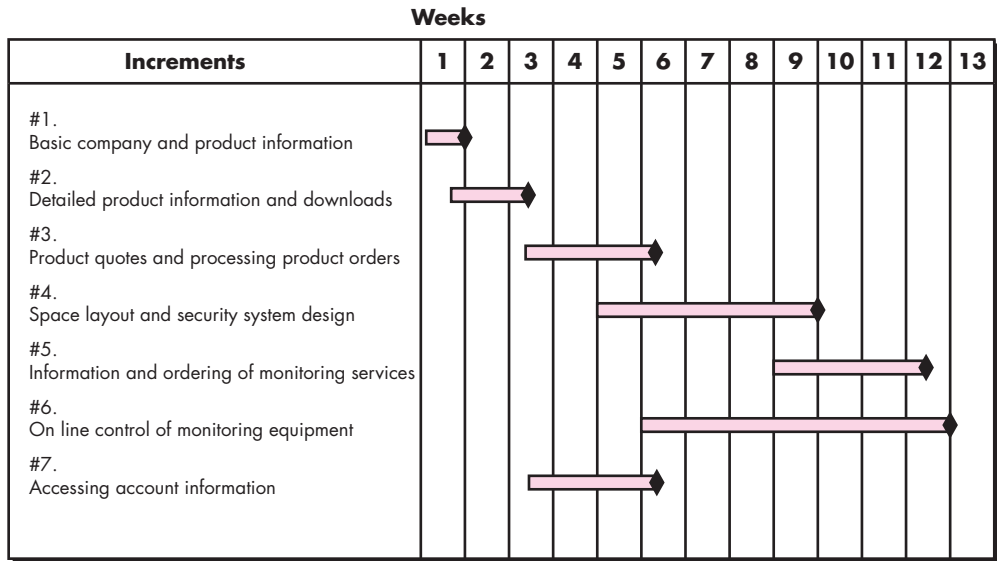 Weeks
Increments 1 2 3 4 5 6 7 8 9 10 11 12 13
#1.
Basic company and product information
#2.
Detailed product information and downloads
#3.
Product quotes and processing product orders
#4.
Space layout and security system design
#5.
Information and ordering of monitoring services
#6.
On line control of monitoring equipment
#7.
Accessing account information